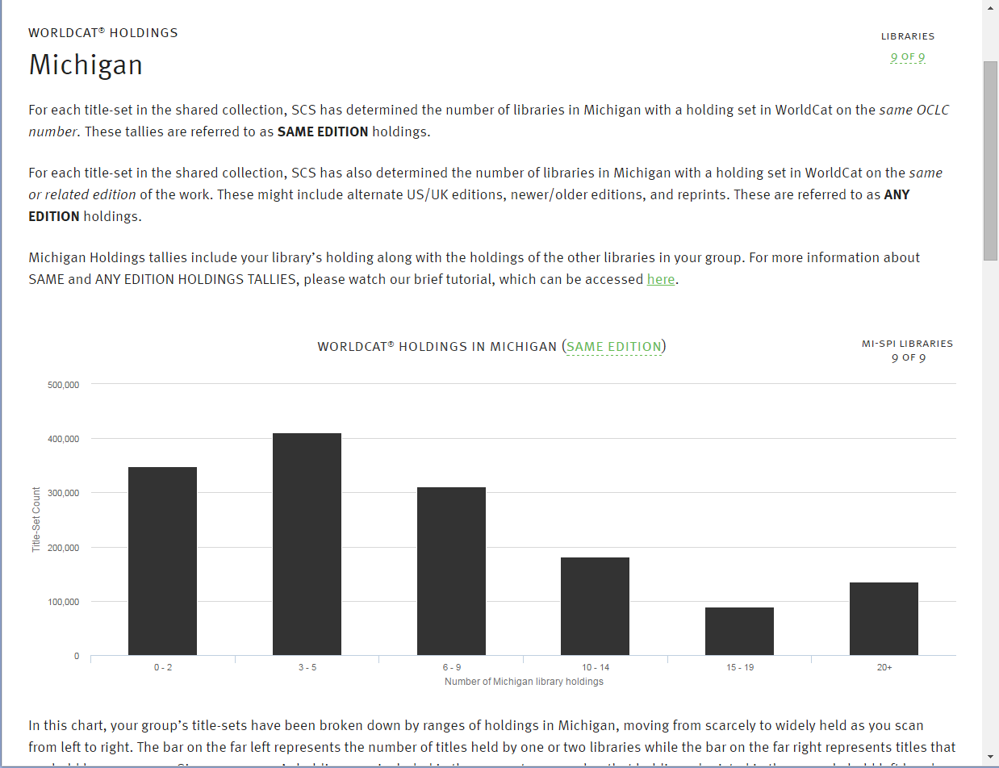 WORLDCAT® HOLDINGS
LIBRARIES
Michigan
9 OF 9
For each title-set in the shared collection, SCS has determined the number of libraries in Michigan with a holding set in WorldCat on the same OCLC
number. These tallies are referred to as SAME EDITION holdings.
For each title-set in the shared collection, SCS has also determined the number of libraries in Michigan with a holding set in WorldCat on the same
or related edition of the work. These might include alternate US/UK editions, newer/older editions, and reprints. These are referred to as ANY
EDITION holdings.
Michigan Holdings tallies include your library’s holding along with the holdings of the other libraries in your group. For more information about
SAME and ANY EDITION HOLDINGS TALLIES, please watch our brief tutorial, which can be accessed here.
WORLDCAT® HOLDINGS IN MICHIGAN (SAME EDITION)
MI-SPI LIBRARIES
9 OF 9
500,000
400,000
300,000
200,000
100,000
0
Title-Set Count
0 - 2
3 - 5
6 - 9
10 - 14
15 - 19
20+
Number of Michigan library holdings
In this chart, your group’s title-sets have been broken down by ranges of holdings in Michigan, moving from scarcely to widely held as you scan
from left to right. The bar on the far left represents the number of titles held by one or two libraries while the bar on the far right represents titles that